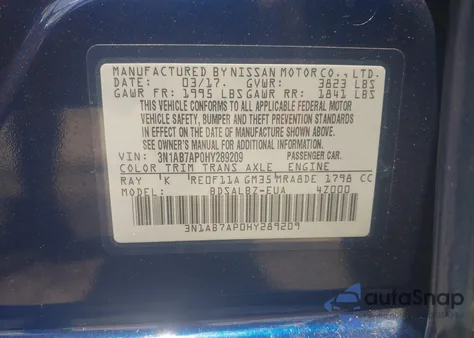 MANUFACTURED BY NISSAN MOTOR CO., LTD.
DATE: 03/17. GVWR: 3823 LBS
GAWR FR: 1995 LBS GAWR RR: 1841 LBS
THIS VEHICLE CONFORMS TO ALL APPLICABLE FEDERAL MOTOR
VEHICLE SAFETY, BUMPER AND THEFT PREVENTION STANDARDS
IN EFFECT ON THE DATE OF MANUFACTURE SHOWN ABOVE.
SEE OWNER'S MANUAL FOR ADDITIONAL INFORMATION
VIN: 3N1AB7AP0HY289209 PASSENGER CAR.
COLOR TRIM TRANS AXLE ENGINE
RAY K RE0F11A GM35 MRA8DE 1798 CC
MODEL: BDSALBZ-EUA 4Z000
3N1AB7AP0HY289209
autoSnap